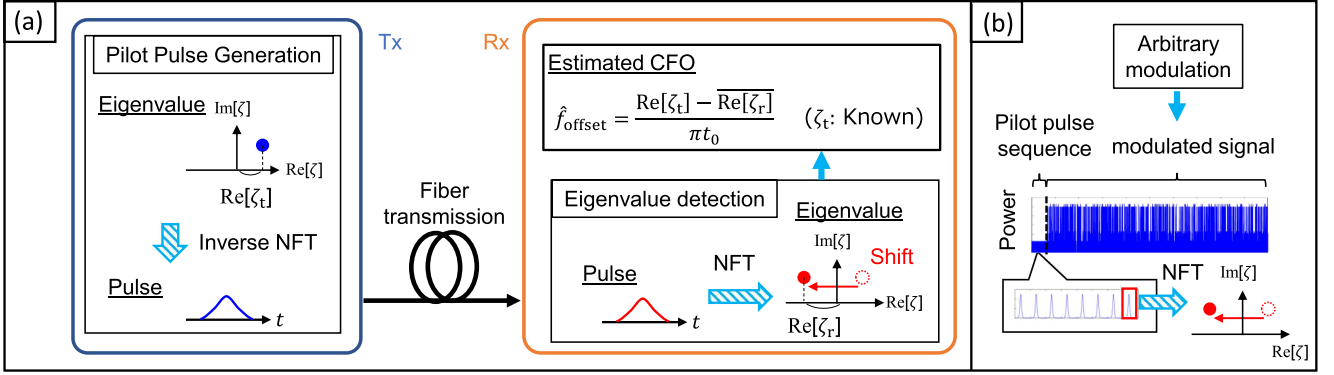 (a)
Tx
Rx
Pilot Pulse Generation
Eigenvalue
Im[ζ]
Re[ζ]
Re[ζt]
Inverse NFT
Pulse
t
Fiber
transmission
Estimated CFO
f̂offset = (Re[ζt] − \overline{Re[ζr]}) / πt0 (ζt: Known)
Eigenvalue detection
Eigenvalue
Im[ζ]
Shift
Pulse
NFT
Re[ζ]
t
Re[ζr]
(b)
Arbitrary
modulation
Pilot pulse
sequence
modulated signal
Power
NFT
Im[ζ]
Re[ζ]